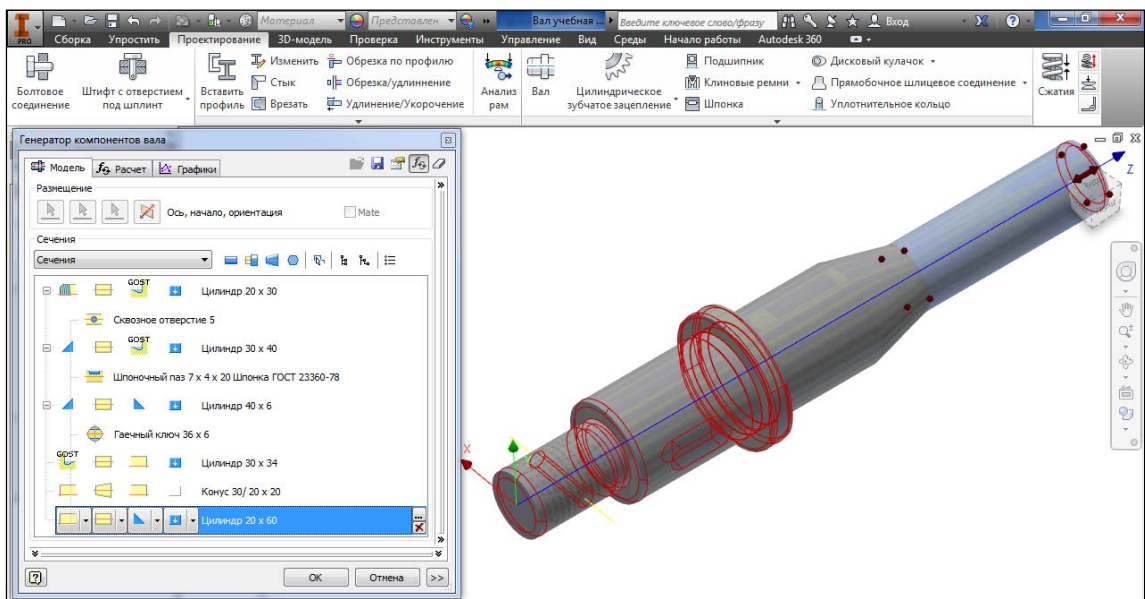 Материал Представлен Вал учебная ... Введите ключевое слово/фразу Вход
PRO Сборка Упростить Проектирование 3D-модель Проверка Инструменты Управление Вид Среды Начало работы Autodesk 360
Болтовое соединение
Штифт с отверстием под шплинт
Вставить профиль
Изменить
Стык
Врезать
Обрезка по профилю
Обрезка/удлиннение
Удлинение/Укорочение
Анализ рам
Вал
Цилиндрическое зубчатое зацепление
Подшипник
Клиновые ремни
Шпонка
Дисковый кулачок
Прямобочное шлицевое соединение
Уплотнительное кольцо
Сжатия
Генератор компонентов вала
Модель Расчет Графики
Размещение
Ось, начало, ориентация Mate
Сечения
Сечения
GOST Цилиндр 20 x 30
Сквозное отверстие 5
GOST Цилиндр 30 x 40
Шпоночный паз 7 x 4 x 20 Шпонка ГОСТ 23360-78
Цилиндр 40 x 6
Гаечный ключ 36 x 6
GOST Цилиндр 30 x 34
Конус 30/ 20 x 20
Цилиндр 20 x 60
OK Отмена >>
X
Z